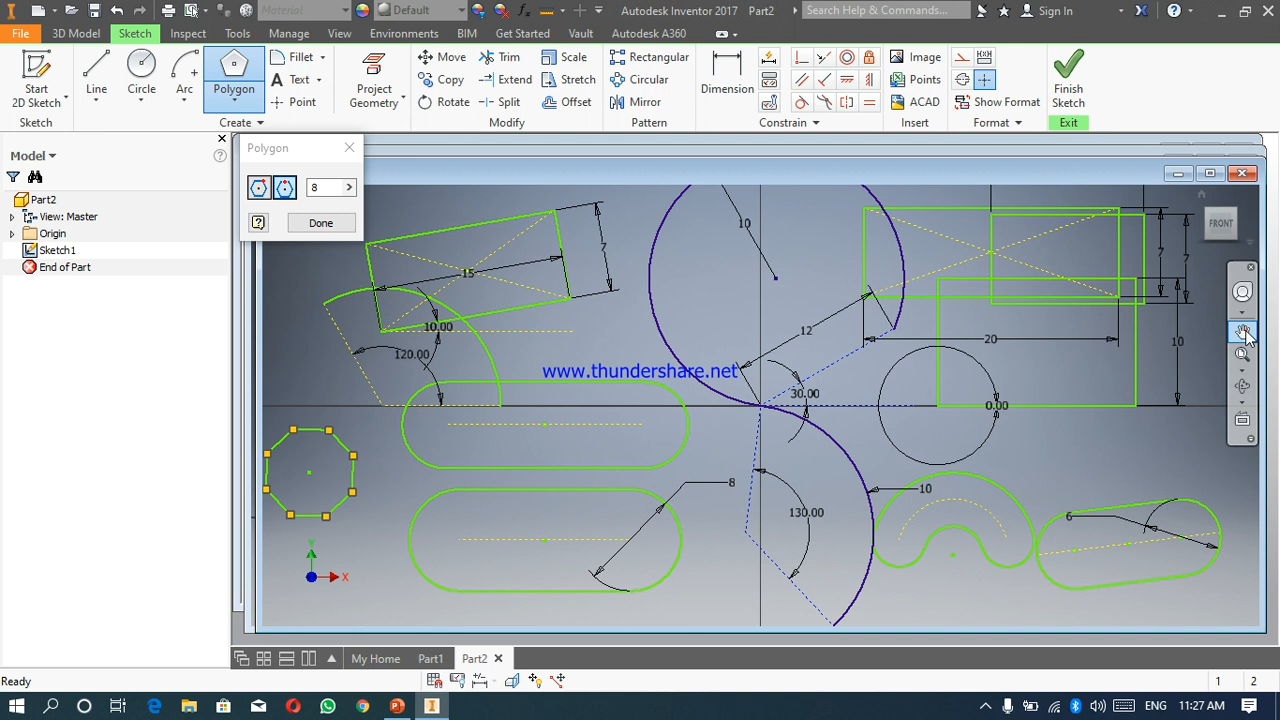 Material
Default
Autodesk Inventor 2017 Part2
Search Help & Commands...
Sign In
File
3D Model
Sketch
Inspect
Tools
Manage
View
Environments
BIM
Get Started
Vault
Autodesk A360
Start
2D Sketch
Line
Circle
Arc
Polygon
Fillet
Text
Point
Project
Geometry
Move
Copy
Rotate
Trim
Extend
Split
Scale
Stretch
Offset
Rectangular
Circular
Mirror
Dimension
Image
Points
ACAD
Show Format
Finish
Sketch
Sketch
Create
Modify
Pattern
Constrain
Insert
Format
Exit
Model
Part2
View: Master
Origin
Sketch1
End of Part
Polygon
8
Done
FRONT
10
7
15
10.00
120.00
12
7
7
20
10
www.thundershare.net
30.00
0.00
8
130.00
10
6
Y
X
My Home
Part1
Part2
Ready
1
2
ENG
11:27 AM